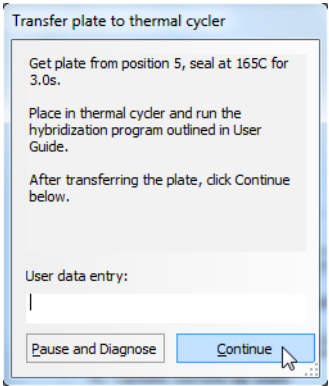 Transfer plate to thermal cycler
Get plate from position 5, seal at 165C for
3.0s.
Place in thermal cycler and run the
hybridization program outlined in User
Guide.
After transferring the plate, click Continue
below.
User data entry:
Pause and Diagnose
Continue